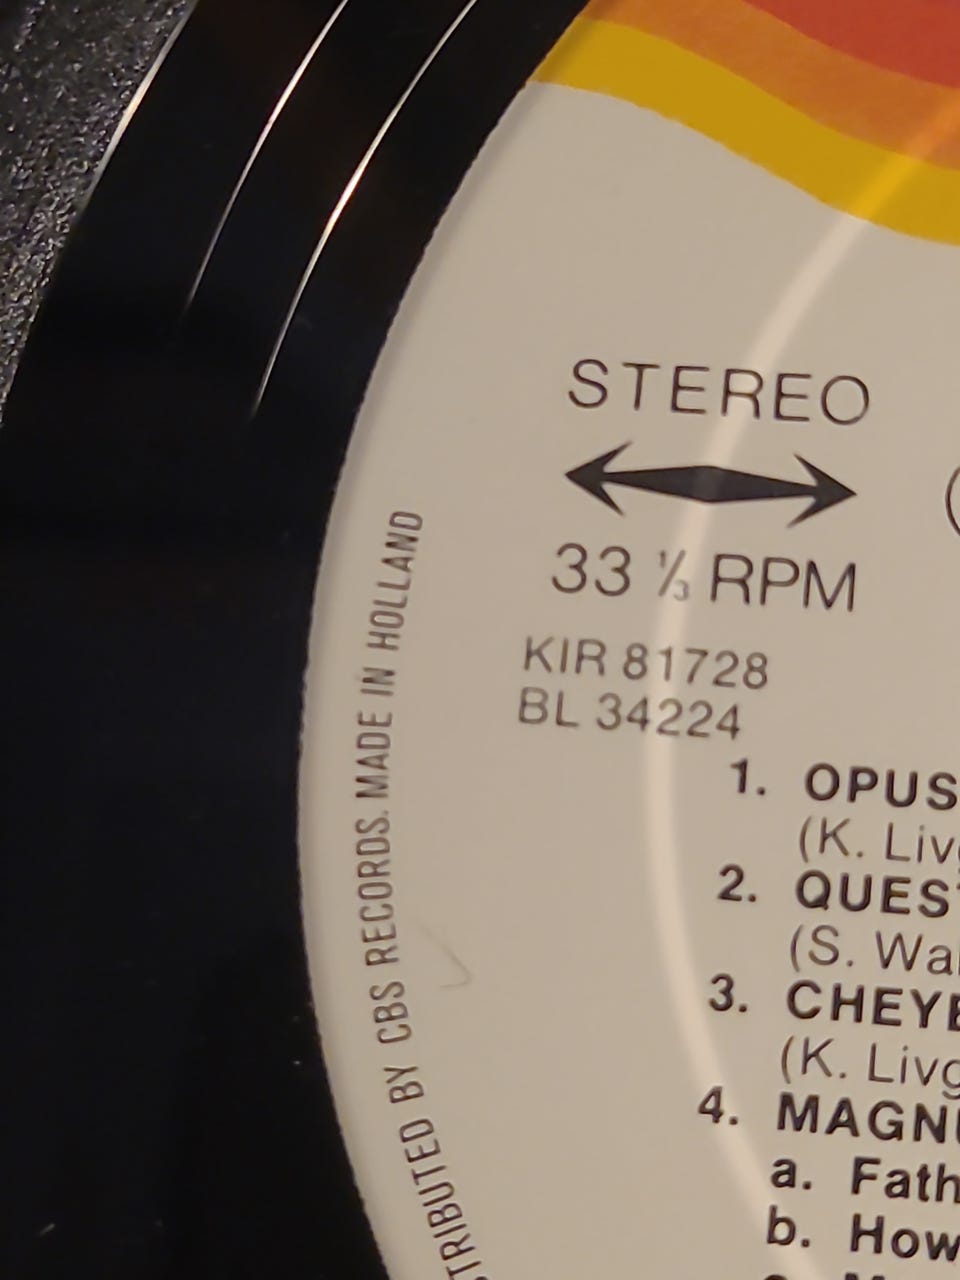 STEREO
33 ⅓ RPM
KIR 81728
BL 34224
1. OPUS
(K. Liv
2. QUES
(S. Wa
3. CHEYE
(K. Livg
4. MAGN
a. Fath
b. How
TRIBUTED BY CBS RECORDS. MADE IN HOLLAND